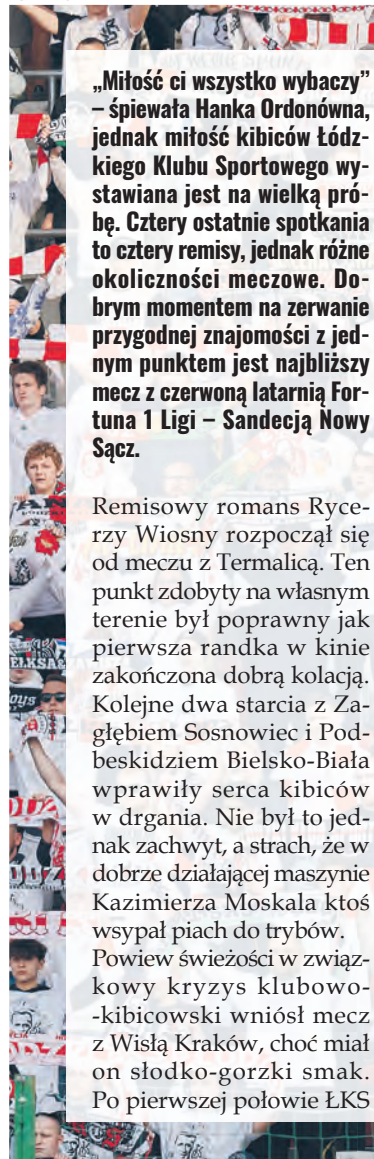 „Miłość ci wszystko wybaczy”
– śpiewała Hanka Ordonówna,
jednak miłość kibiców Łódz-
kiego Klubu Sportowego wy-
stawiana jest na wielką pró-
bę. Cztery ostatnie spotkania
to cztery remisy, jednak różne
okoliczności meczowe. Do-
brym momentem na zerwanie
przygodnej znajomości z jed-
nym punktem jest najbliższy
mecz z czerwoną latarnią For-
tuna 1 Ligi – Sandecją Nowy
Sącz.
Remisowy romans Ryce-
rzy Wiosny rozpoczął się
od meczu z Termalicą. Ten
punkt zdobyty na własnym
terenie był poprawny jak
pierwsza randka w kinie
zakończona dobrą kolacją.
Kolejne dwa starcia z Za-
głębiem Sosnowiec i Pod-
beskidziem Bielsko-Biała
wprawiły serca kibiców
w drgania. Nie był to jed-
nak zachwyt, a strach, że w
dobrze działającej maszynie
Kazimierza Moskala ktoś
wsypał piach do trybów.
Powiew świeżości w związ-
kowy kryzys klubowo-
-kibicowski wniósł mecz
z Wisłą Kraków, choć miał
on słodko-gorzki smak.
Po pierwszej połowie ŁKS